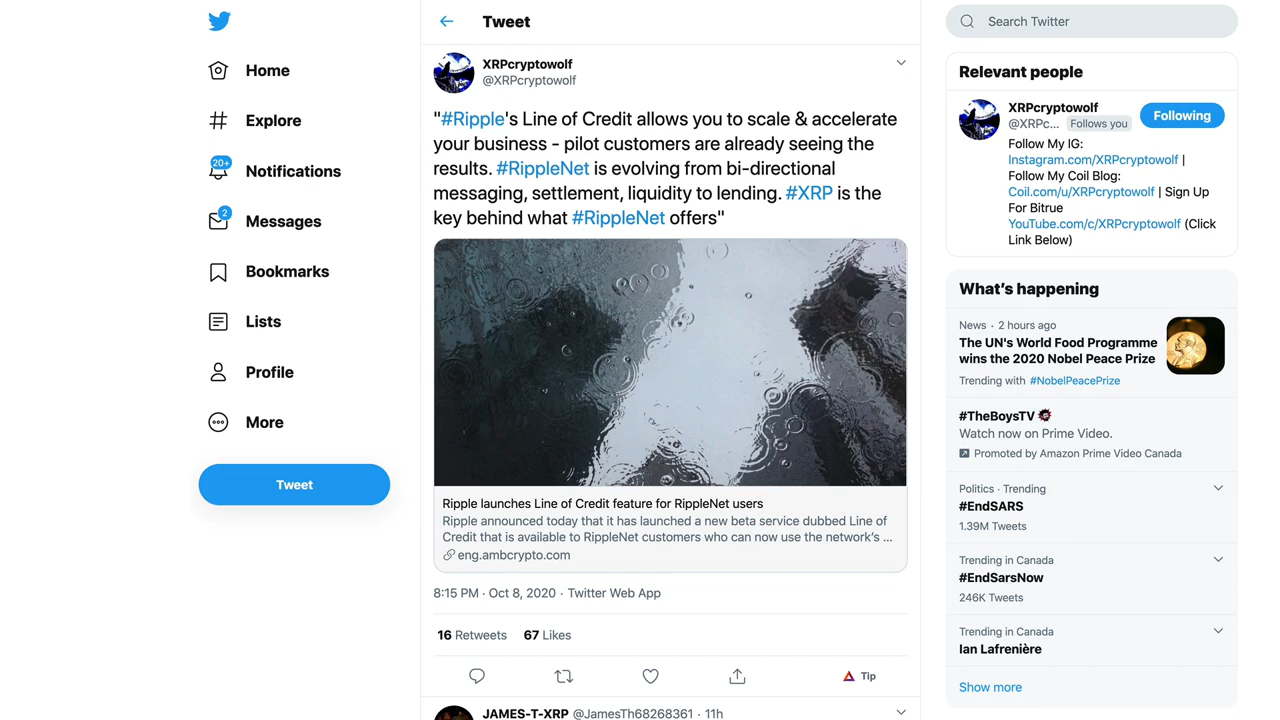 Home
Explore
20+
Notifications
2
Messages
Bookmarks
Lists
Profile
More
Tweet
Tweet
XRPcryptowolf
@XRPcryptowolf
"#Ripple's Line of Credit allows you to scale & accelerate
your business - pilot customers are already seeing the
results. #RippleNet is evolving from bi-directional
messaging, settlement, liquidity to lending. #XRP is the
key behind what #RippleNet offers"
Ripple launches Line of Credit feature for RippleNet users
Ripple announced today that it has launched a new beta service dubbed Line of
Credit that is available to RippleNet customers who can now use the network's ...
eng.ambcrypto.com
8:15 PM · Oct 8, 2020 · Twitter Web App
16 Retweets 67 Likes
Tip
JAMES-T-XRP @JamesTh68268361 · 11h
Search Twitter
Relevant people
XRPcryptowolf
@XRPc... Follows you
Following
Follow My IG:
Instagram.com/XRPcryptowolf |
Follow My Coil Blog:
Coil.com/u/XRPcryptowolf | Sign Up
For Bitrue
YouTube.com/c/XRPcryptowolf (Click
Link Below)
What's happening
News · 2 hours ago
The UN's World Food Programme
wins the 2020 Nobel Peace Prize
Trending with #NobelPeacePrize
#TheBoysTV
Watch now on Prime Video.
Promoted by Amazon Prime Video Canada
Politics · Trending
#EndSARS
1.39M Tweets
Trending in Canada
#EndSarsNow
246K Tweets
Trending in Canada
Ian Lafrenière
Show more